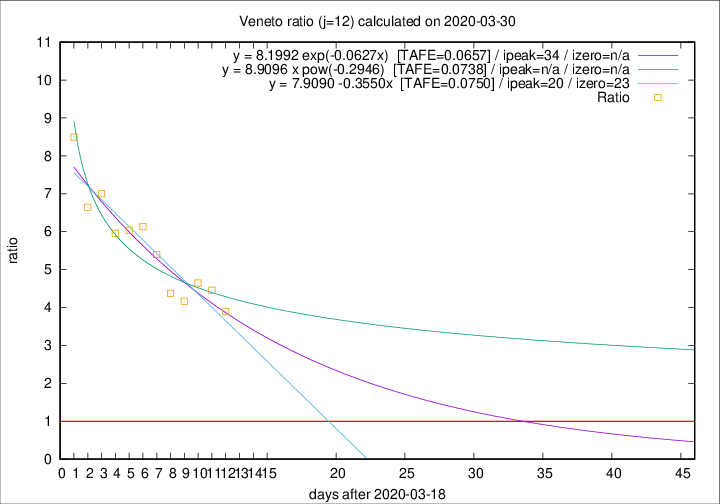 Veneto ratio (j=12) calculated on 2020-03-30
y = 8.1992 exp(-0.0627x) [TAFE=0.0657] / ipeak=34 / izero=n/a
y = 8.9096 x pow(-0.2946) [TAFE=0.0738] / ipeak=n/a / izero=n/a
y = 7.9090 -0.3550x [TAFE=0.0750] / ipeak=20 / izero=23
Ratio
11
10
9
8
7
6
5
4
3
2
1
0
ratio
0 1 2 3 4 5 6 7 8 9 10 11 12 13 14 15 20 25 30 35 40 45
days after 2020-03-18